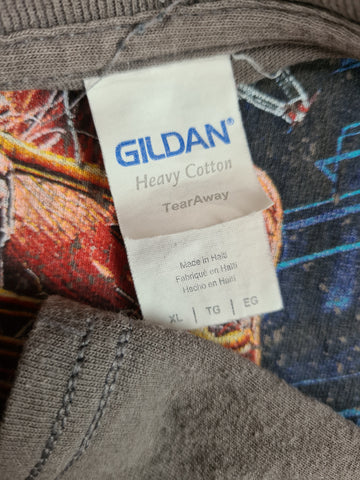 GILDAN®
Heavy Cotton
TearAway
Made in Haiti
Fabriqué en Haïti
Hecho en Haití
XL | TG | EG